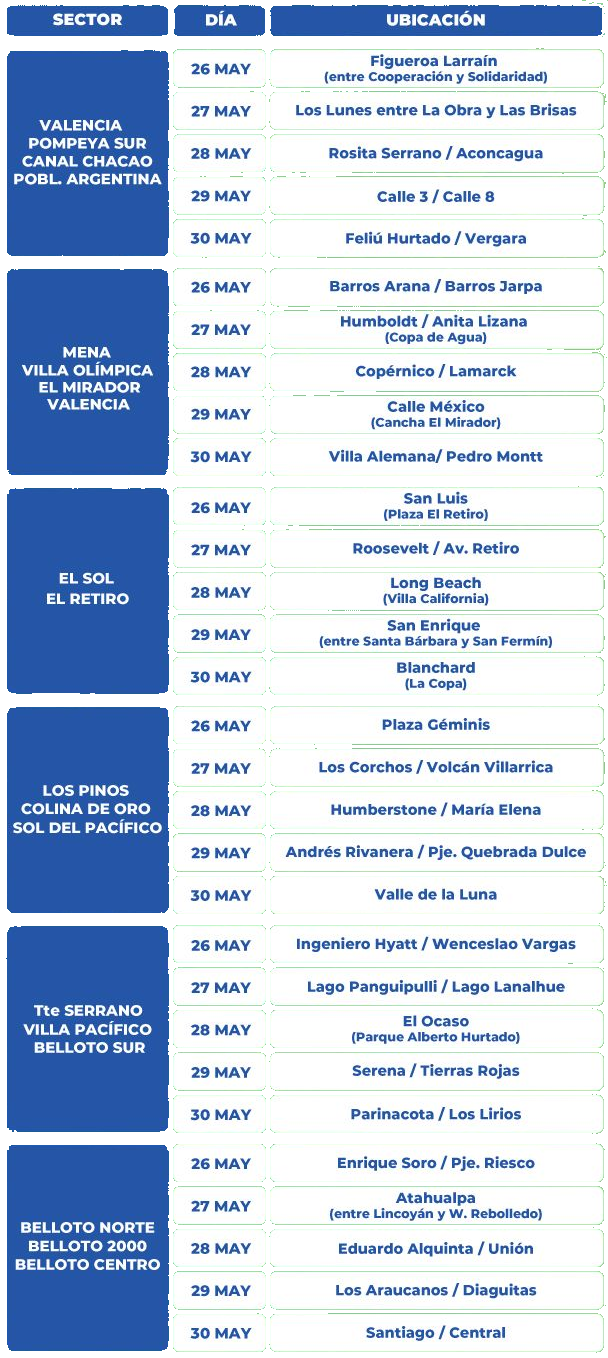 SECTOR DÍA UBICACIÓN
VALENCIA
POMPEYA SUR
CANAL CHACAO
POBL. ARGENTINA
26 MAY Figueroa Larraín
(entre Cooperación y Solidaridad)
27 MAY Los Lunes entre La Obra y Las Brisas
28 MAY Rosita Serrano / Aconcagua
29 MAY Calle 3 / Calle 8
30 MAY Feliú Hurtado / Vergara
MENA
VILLA OLÍMPICA
EL MIRADOR
VALENCIA
26 MAY Barros Arana / Barros Jarpa
27 MAY Humboldt / Anita Lizana
(Copa de Agua)
28 MAY Copérnico / Lamarck
29 MAY Calle México
(Cancha El Mirador)
30 MAY Villa Alemana/ Pedro Montt
EL SOL
EL RETIRO
26 MAY San Luis
(Plaza El Retiro)
27 MAY Roosevelt / Av. Retiro
28 MAY Long Beach
(Villa California)
29 MAY San Enrique
(entre Santa Bárbara y San Fermín)
30 MAY Blanchard
(La Copa)
LOS PINOS
COLINA DE ORO
SOL DEL PACÍFICO
26 MAY Plaza Géminis
27 MAY Los Corchos / Volcán Villarrica
28 MAY Humberstone / María Elena
29 MAY Andrés Rivanera / Pje. Quebrada Dulce
30 MAY Valle de la Luna
Tte SERRANO
VILLA PACÍFICO
BELLOTO SUR
26 MAY Ingeniero Hyatt / Wenceslao Vargas
27 MAY Lago Panguipulli / Lago Lanalhue
28 MAY El Ocaso
(Parque Alberto Hurtado)
29 MAY Serena / Tierras Rojas
30 MAY Parinacota / Los Lirios
BELLOTO NORTE
BELLOTO 2000
BELLOTO CENTRO
26 MAY Enrique Soro / Pje. Riesco
27 MAY Atahualpa
(entre Lincoyán y W. Rebolledo)
28 MAY Eduardo Alquinta / Unión
29 MAY Los Araucanos / Diaguitas
30 MAY Santiago / Central